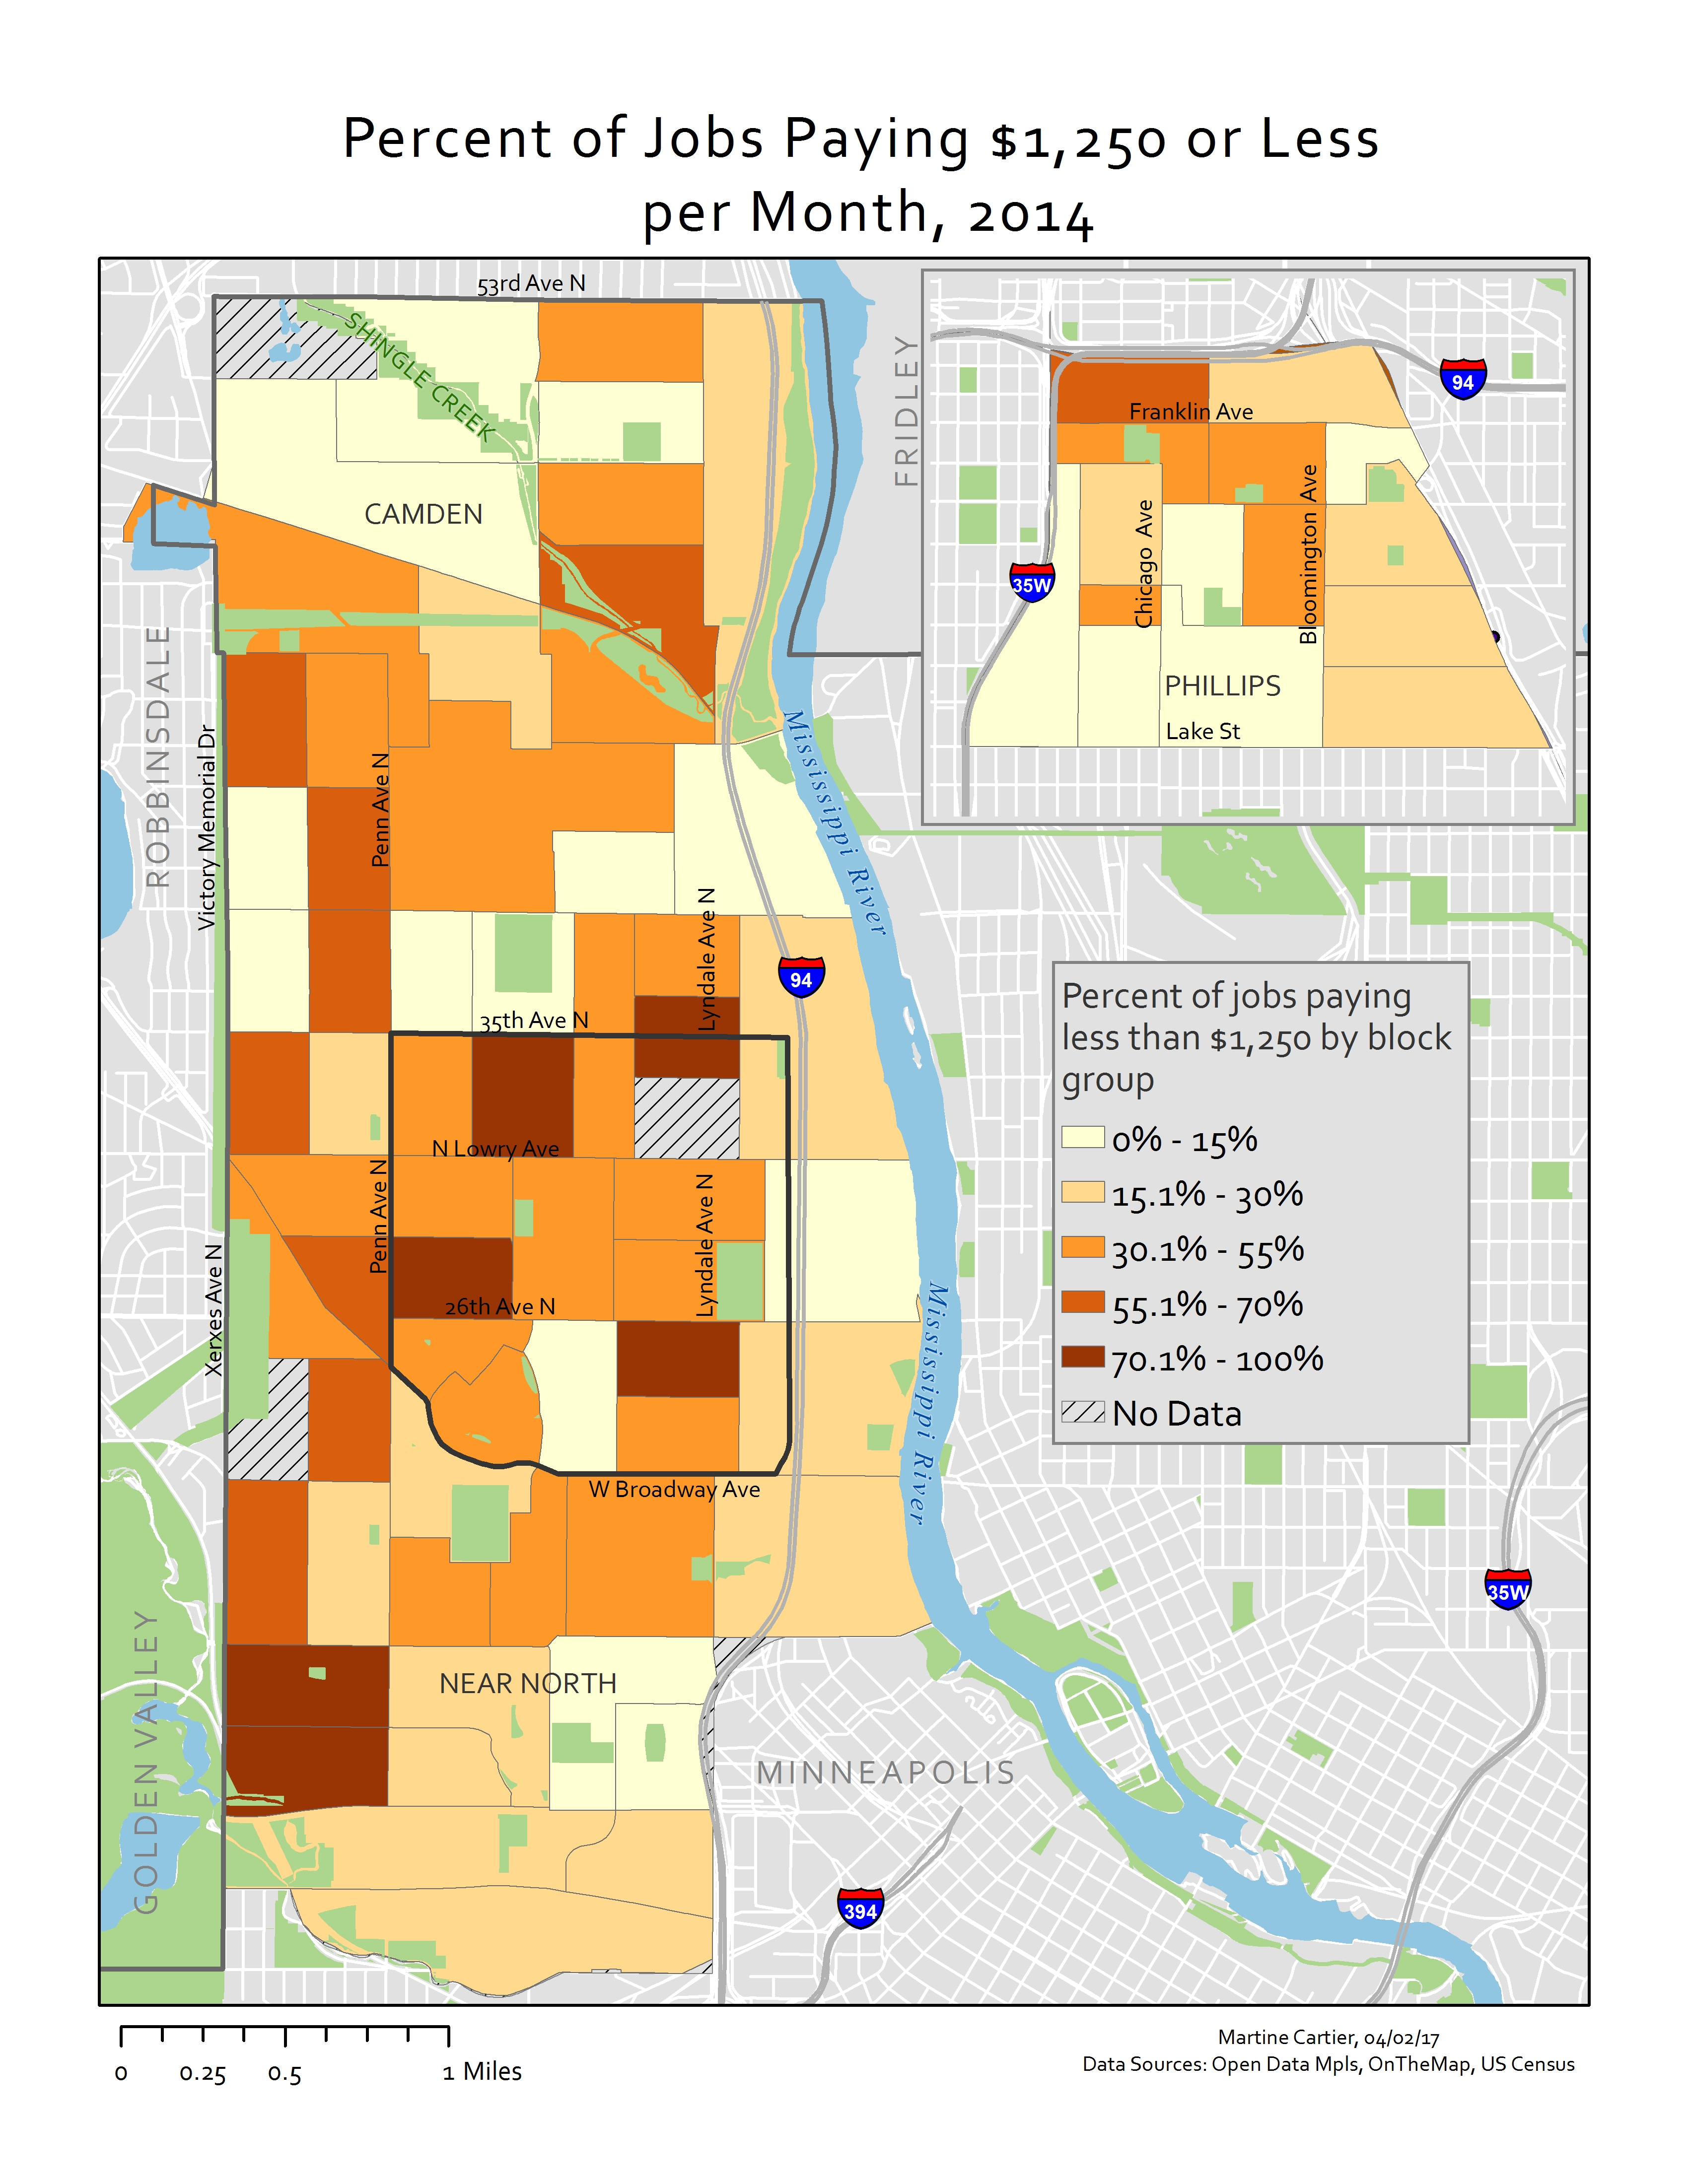 Percent of Jobs Paying $1,250 or Less
per Month, 2014
53rd Ave N
SHINGLE CREEK
FRIDLEY
94
Franklin Ave
CAMDEN
Chicago Ave
Bloomington Ave
35W
PHILLIPS
Lake St
ROBBINSDALE
Victory Memorial Dr
Penn Ave N
Mississippi River
Lyndale Ave N
94
35th Ave N
Percent of jobs paying
less than $1,250 by block
group
0% - 15%
15.1% - 30%
30.1% - 55%
55.1% - 70%
70.1% - 100%
No Data
N Lowry Ave
Penn Ave N
Lyndale Ave N
Xerxes Ave N
26th Ave N
Mississippi River
W Broadway Ave
35W
GOLDEN VALLEY
NEAR NORTH
MINNEAPOLIS
394
0 0.25 0.5 1 Miles
Martine Cartier, 04/02/17
Data Sources: Open Data Mpls, OnTheMap, US Census